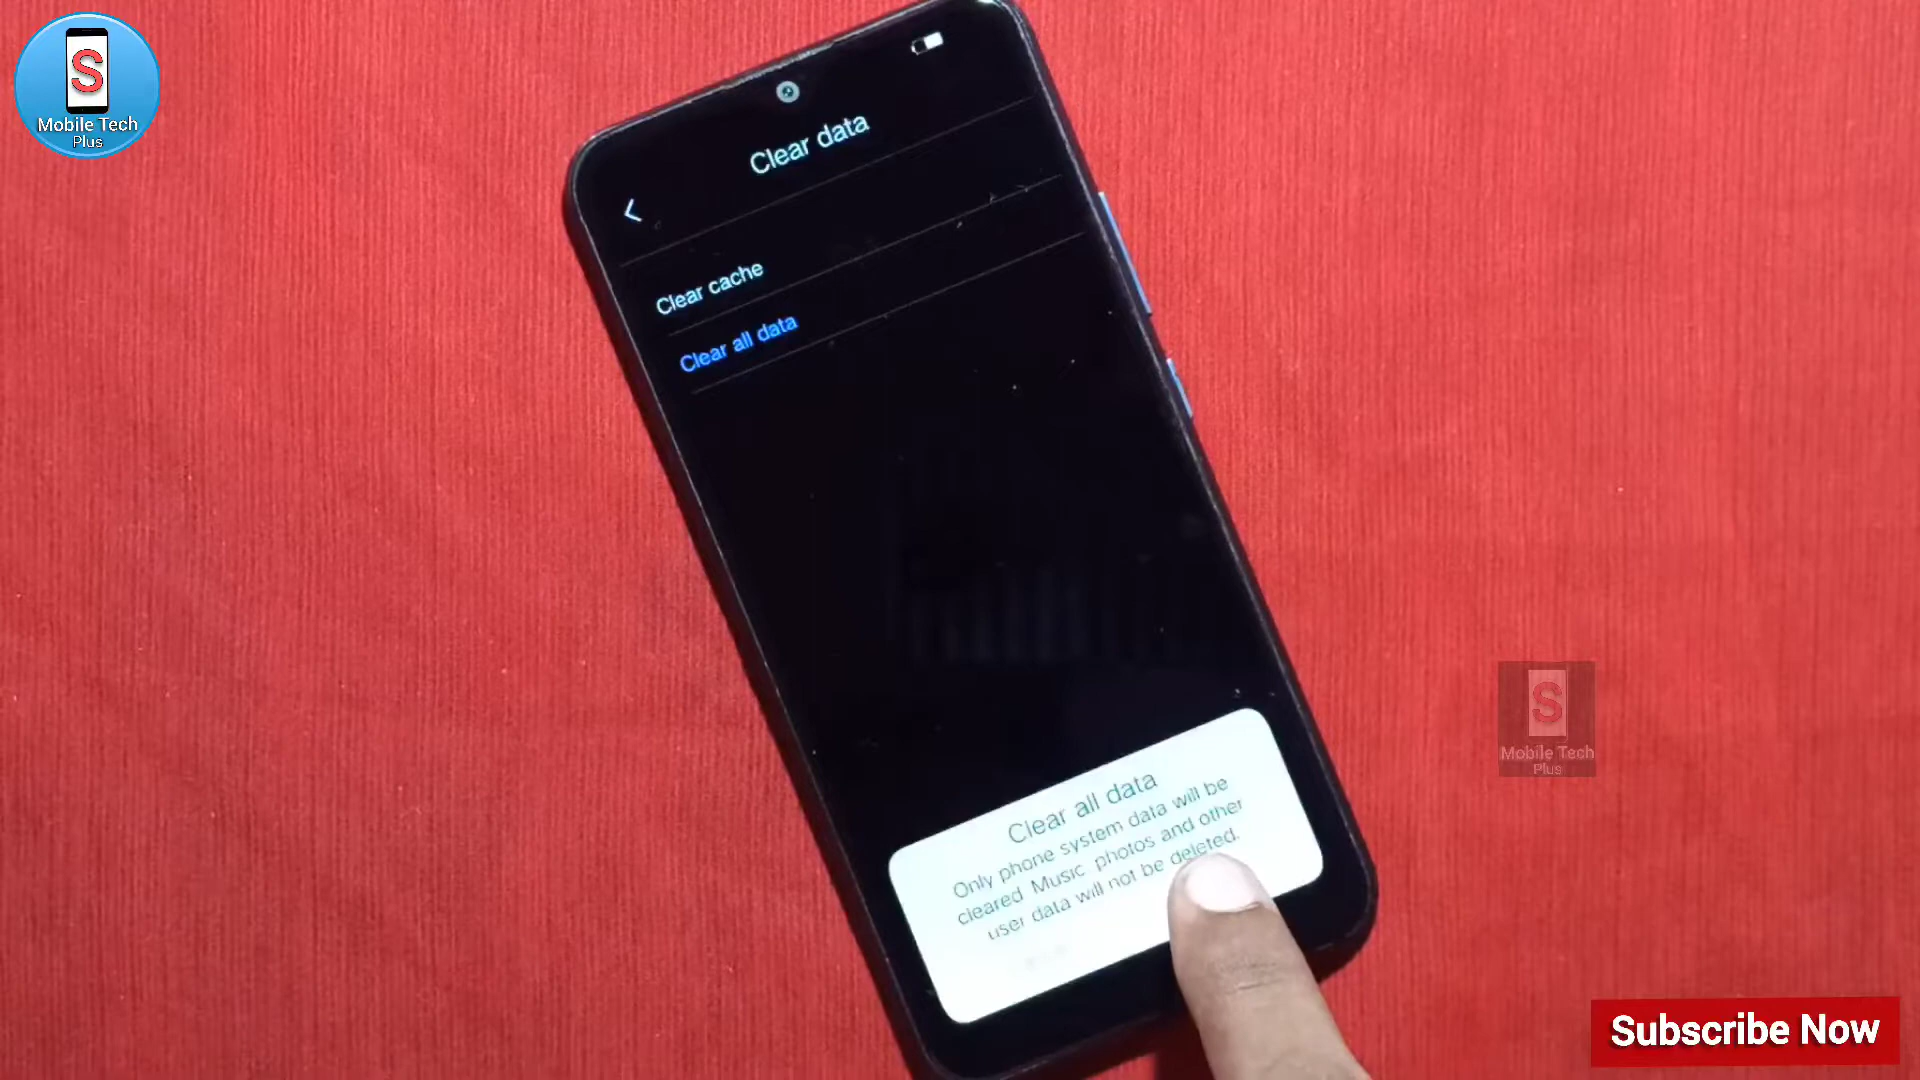 S
Mobile Tech
Plus
Clear data
Clear cache
Clear all data
Clear all data
Only phone system data will be
cleared. Music, photos and other
user data will not be deleted.
S
Mobile Tech
Plus
Subscribe Now